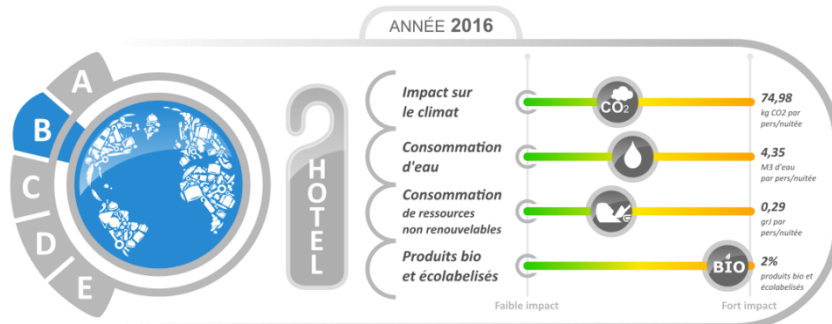 ANNÉE 2016
A
B
C
D
E
HOTEL
Impact sur
le climat
CO2
74,98
kg CO2 par
pers/nuitée
Consommation
d'eau
4,35
M3 d'eau
par pers/nuitée
Consommation
de ressources
non renouvelables
0,29
grJ par
pers/nuitée
Produits bio
et écolabelisés
BIO
2%
produits bio et
écolabelisés
Faible impact
Fort impact